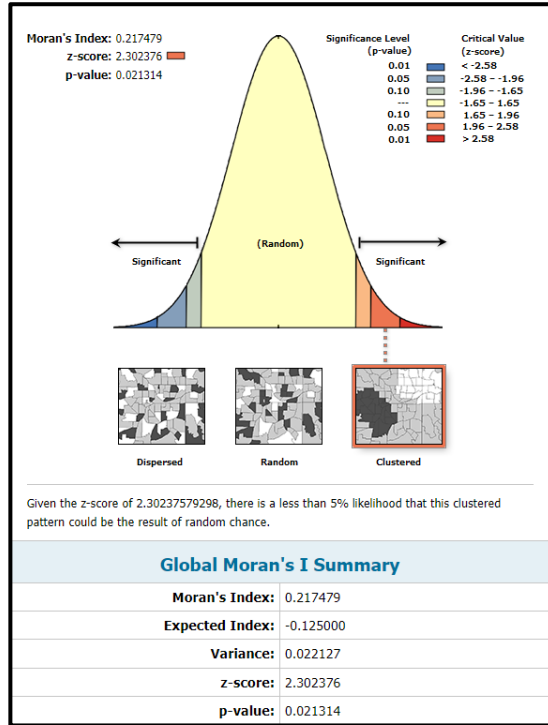 Moran's Index: 0.217479
z-score: 2.302376
p-value: 0.021314
Significance Level (p-value) Critical Value (z-score)
0.01 < -2.58
0.05 -2.58 – -1.96
0.10 -1.96 – -1.65
--- -1.65 – 1.65
0.10 1.65 – 1.96
0.05 1.96 – 2.58
0.01 > 2.58
(Random)
Significant Significant
Dispersed Random Clustered
Given the z-score of 2.30237579298, there is a less than 5% likelihood that this clustered
pattern could be the result of random chance.
Global Moran's I Summary
Moran's Index: 0.217479
Expected Index: -0.125000
Variance: 0.022127
z-score: 2.302376
p-value: 0.021314